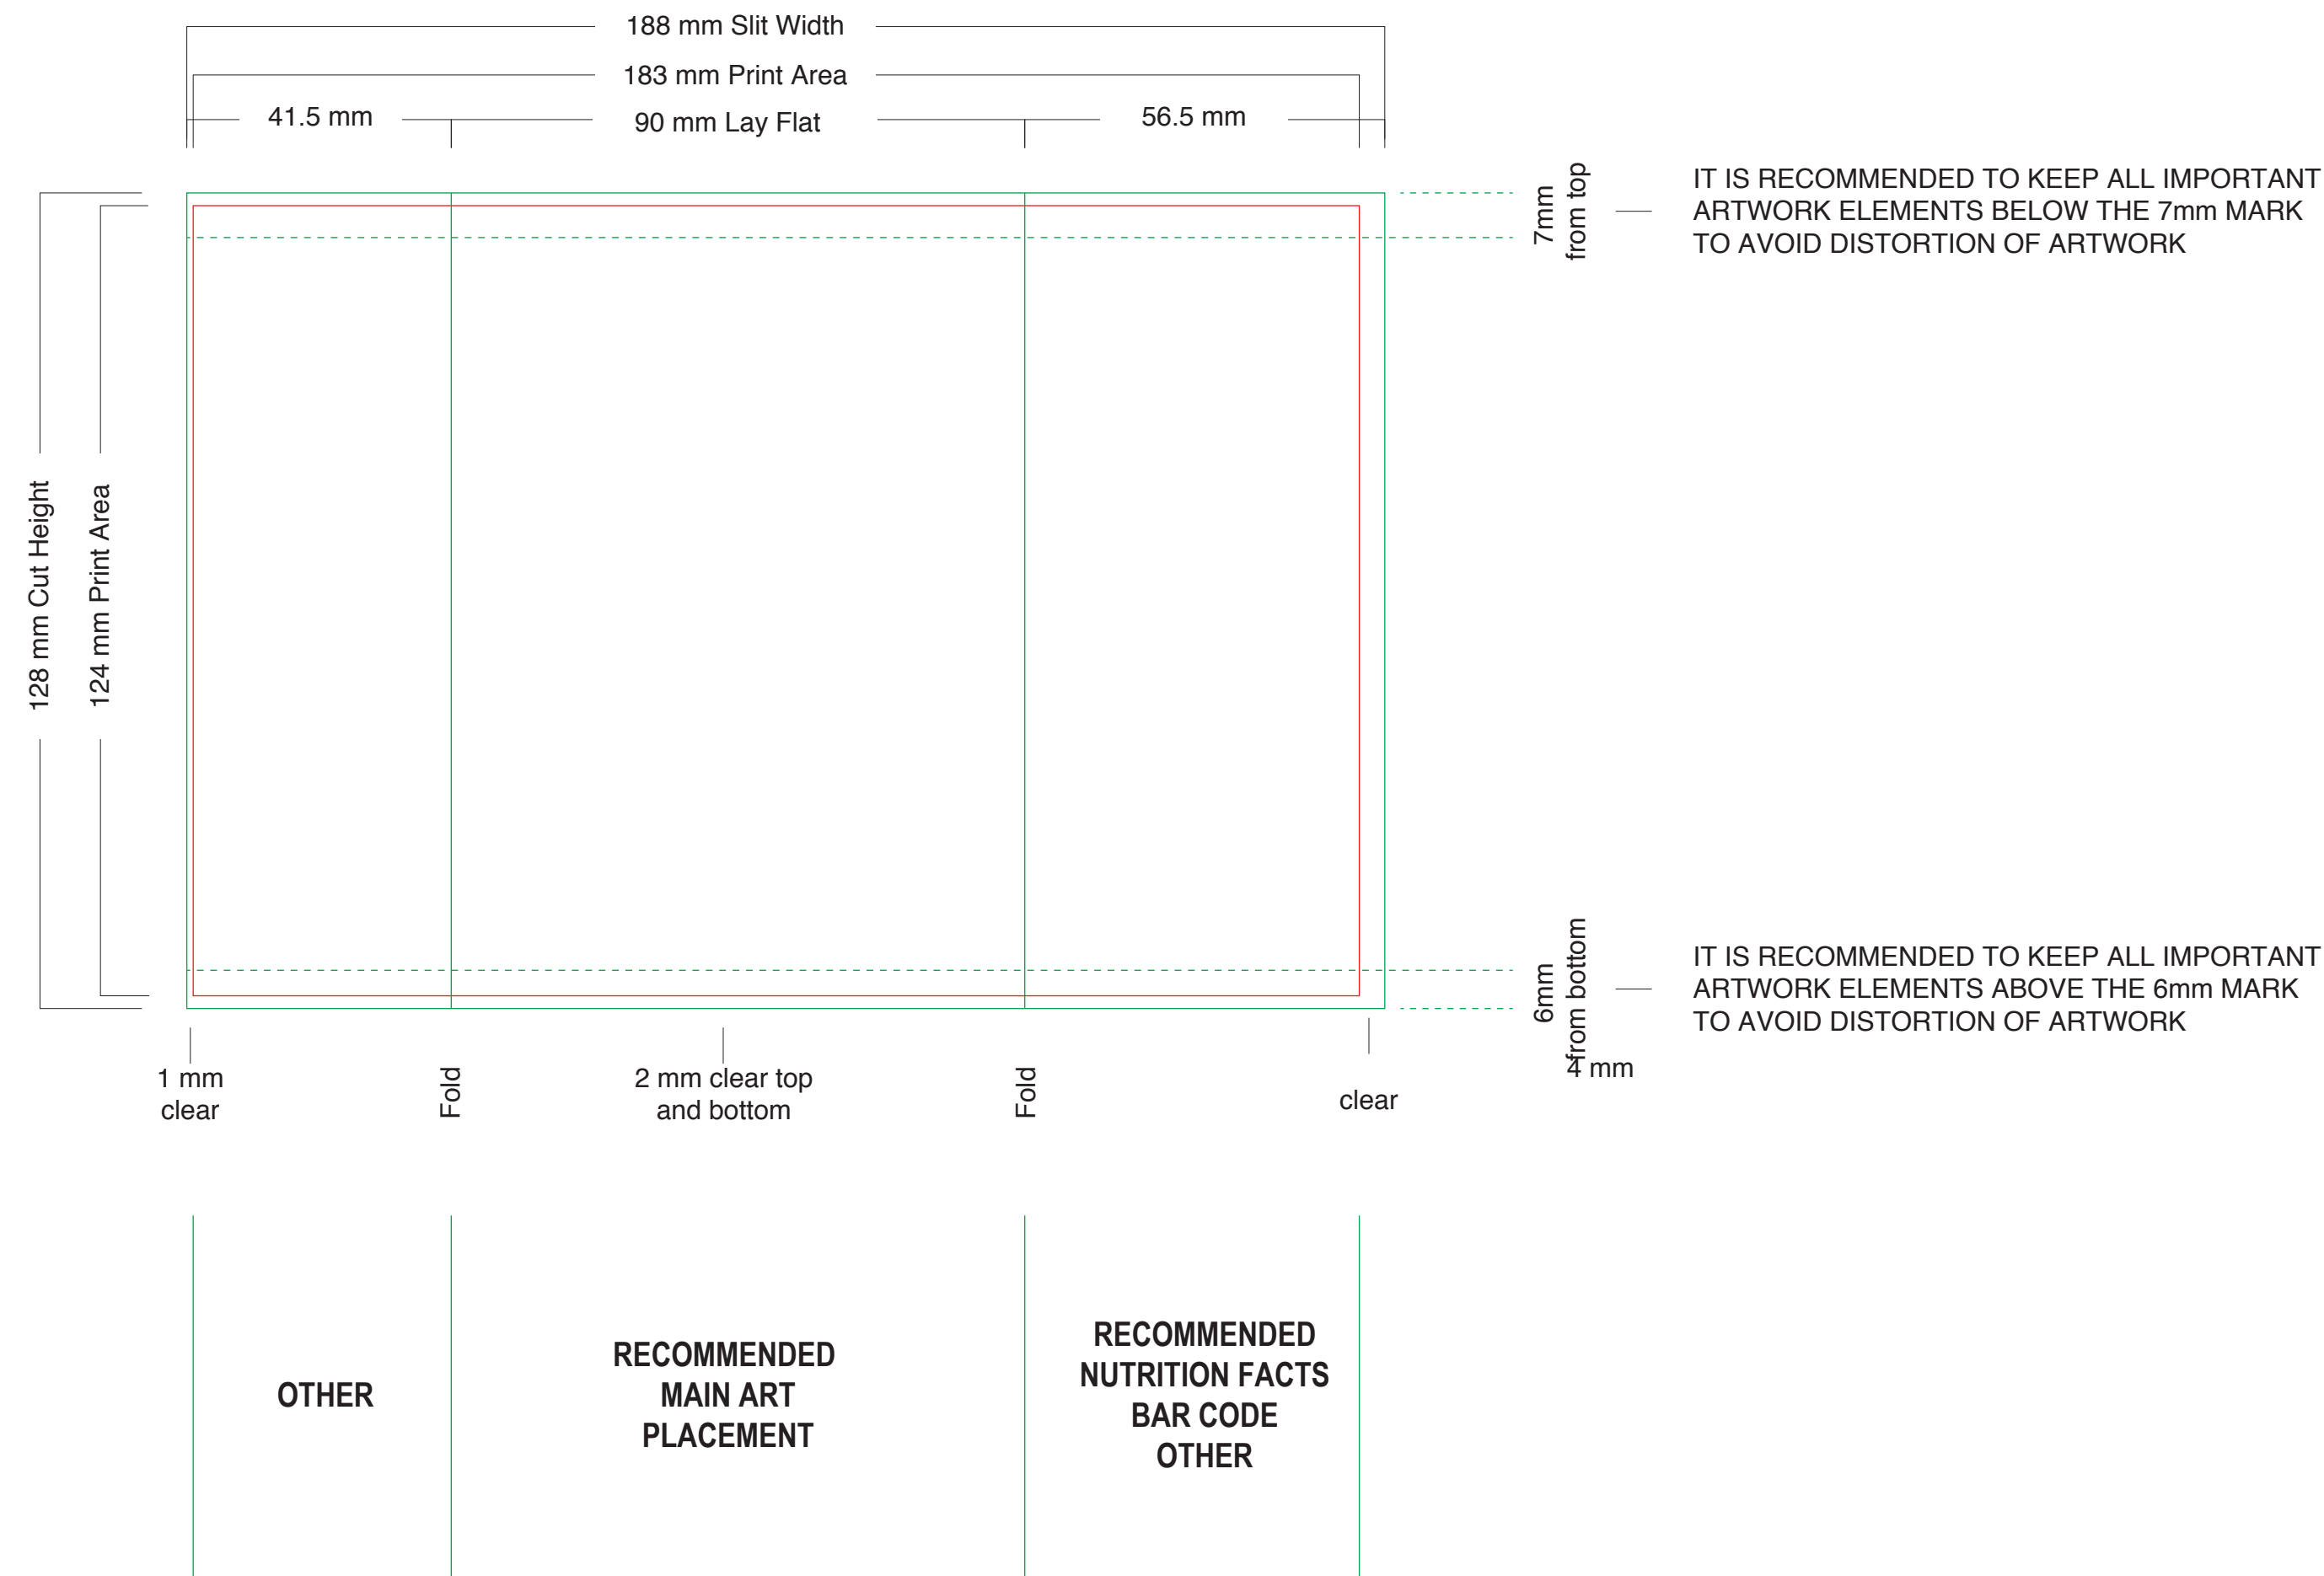 188 mm Slit Width
183 mm Print Area
41.5 mm
90 mm Lay Flat
56.5 mm
7mm
from top
IT IS RECOMMENDED TO KEEP ALL IMPORTANT
ARTWORK ELEMENTS BELOW THE 7mm MARK
TO AVOID DISTORTION OF ARTWORK
128 mm Cut Height
124 mm Print Area
6mm
from bottom
IT IS RECOMMENDED TO KEEP ALL IMPORTANT
ARTWORK ELEMENTS ABOVE THE 6mm MARK
TO AVOID DISTORTION OF ARTWORK
1 mm
clear
Fold
2 mm clear top
and bottom
Fold
4 mm
clear
OTHER
RECOMMENDED
MAIN ART
PLACEMENT
RECOMMENDED
NUTRITION FACTS
BAR CODE
OTHER